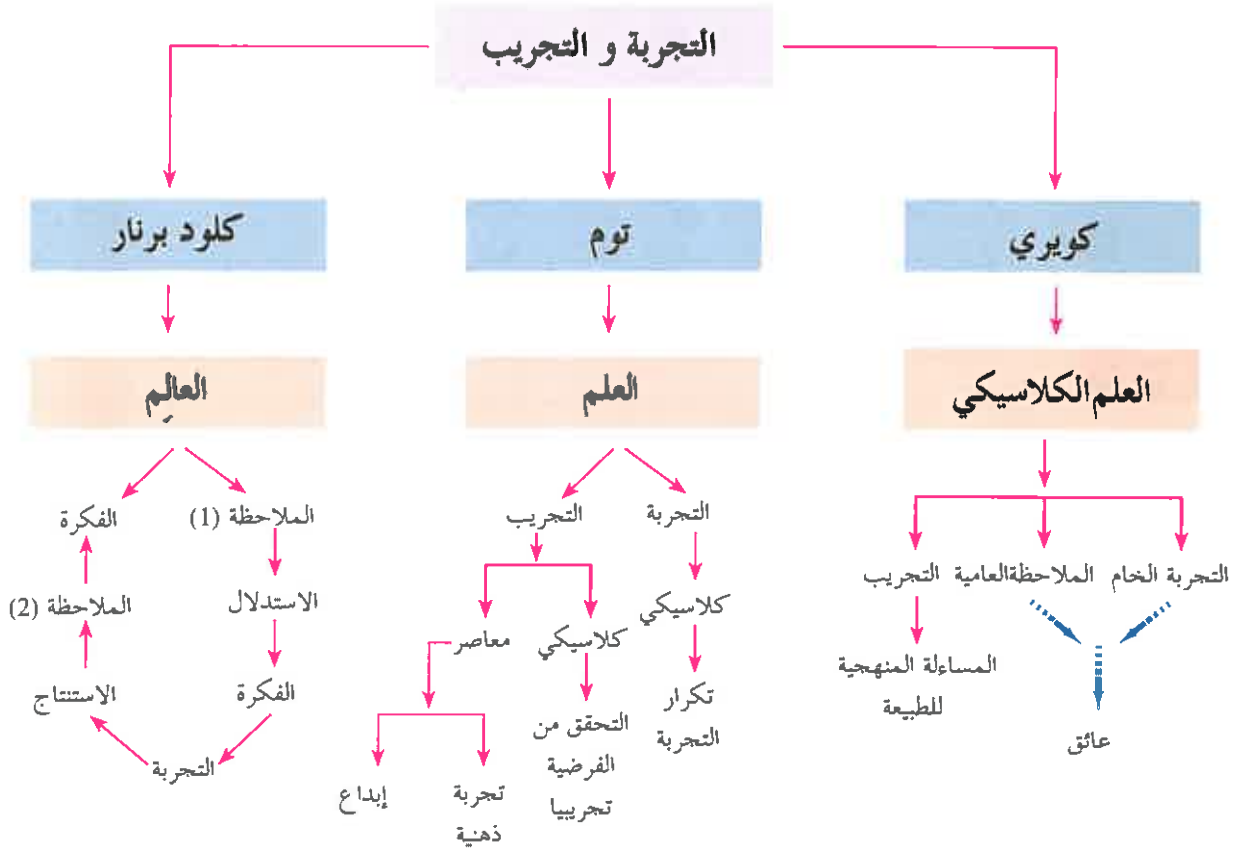 التجربة و التجريب
كويري
توم
كلود برنار
العلم الكلاسيكي
العلم
العالِم
التجربة الخام
الملاحظة العامية
التجريب
المساءلة المنهجية
للطبيعة
عائق
التجربة
التجريب
كلاسيكي
تكرار
التجربة
كلاسيكي
معاصر
التحقق من
الفرضية
تجريبيا
تجربة
ذهنية
إبداع
الملاحظة (1)
الفكرة
الاستدلال
الملاحظة (2)
الفكرة
الاستنتاج
التجربة